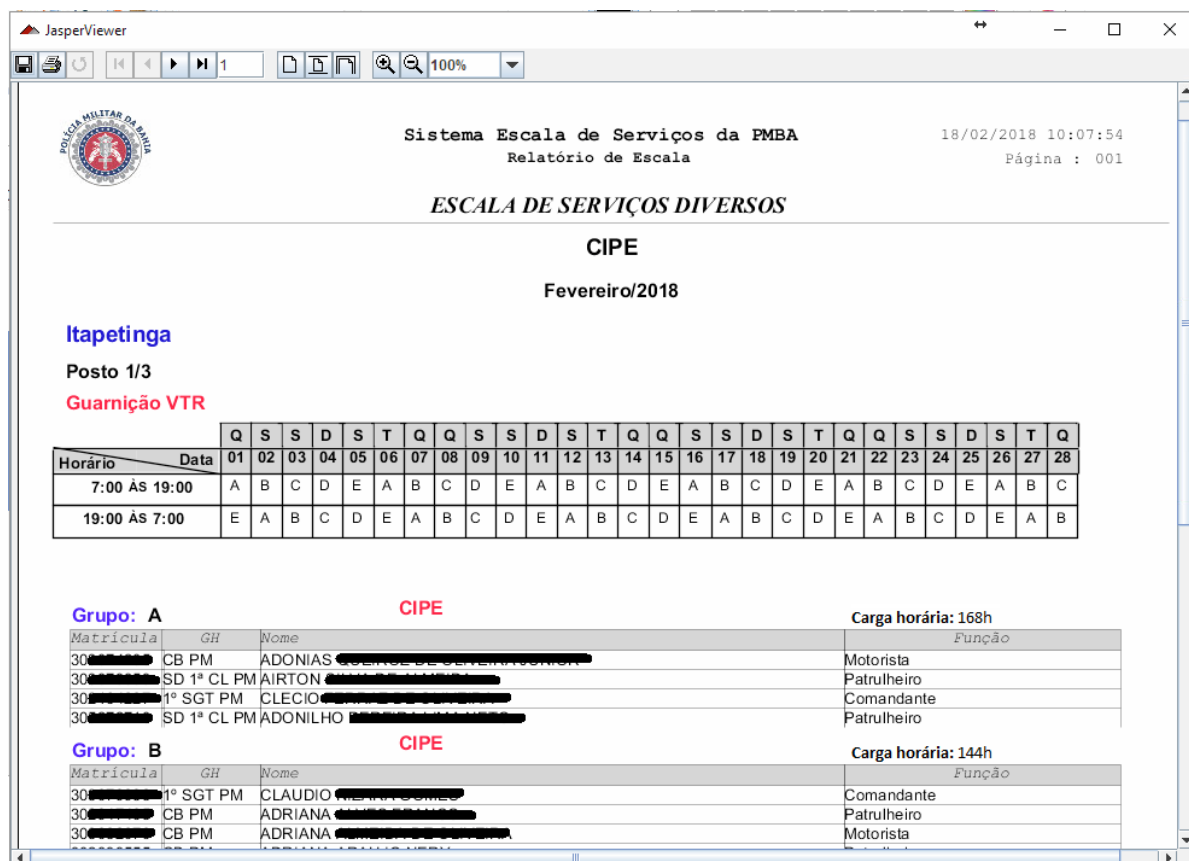 JasperViewer
1
100%
POLÍCIA MILITAR DA BAHIA
Sistema Escala de Serviços da PMBA
18/02/2018 10:07:54
Relatório de Escala
Página : 001
ESCALA DE SERVIÇOS DIVERSOS
CIPE
Fevereiro/2018
Itapetinga
Posto 1/3
Guarnição VTR
Q S S D S T Q Q S S D S T Q Q S S D S T Q Q S S D S T Q
Horário Data 01 02 03 04 05 06 07 08 09 10 11 12 13 14 15 16 17 18 19 20 21 22 23 24 25 26 27 28
7:00 ÀS 19:00 A B C D E A B C D E A B C D E A B C D E A B C D E A B C
19:00 ÀS 7:00 E A B C D E A B C D E A B C D E A B C D E A B C D E A B
Grupo: A CIPE Carga horária: 168h
Matrícula GH Nome Função
30 CB PM ADONIAS Motorista
30 SD 1ª CL PM AIRTON Patrulheiro
30 1º SGT PM CLECIO Comandante
30 SD 1ª CL PM ADONILHO Patrulheiro
Grupo: B CIPE Carga horária: 144h
Matrícula GH Nome Função
30 1º SGT PM CLAUDIO Comandante
30 CB PM ADRIANA Patrulheiro
30 CB PM ADRIANA Motorista